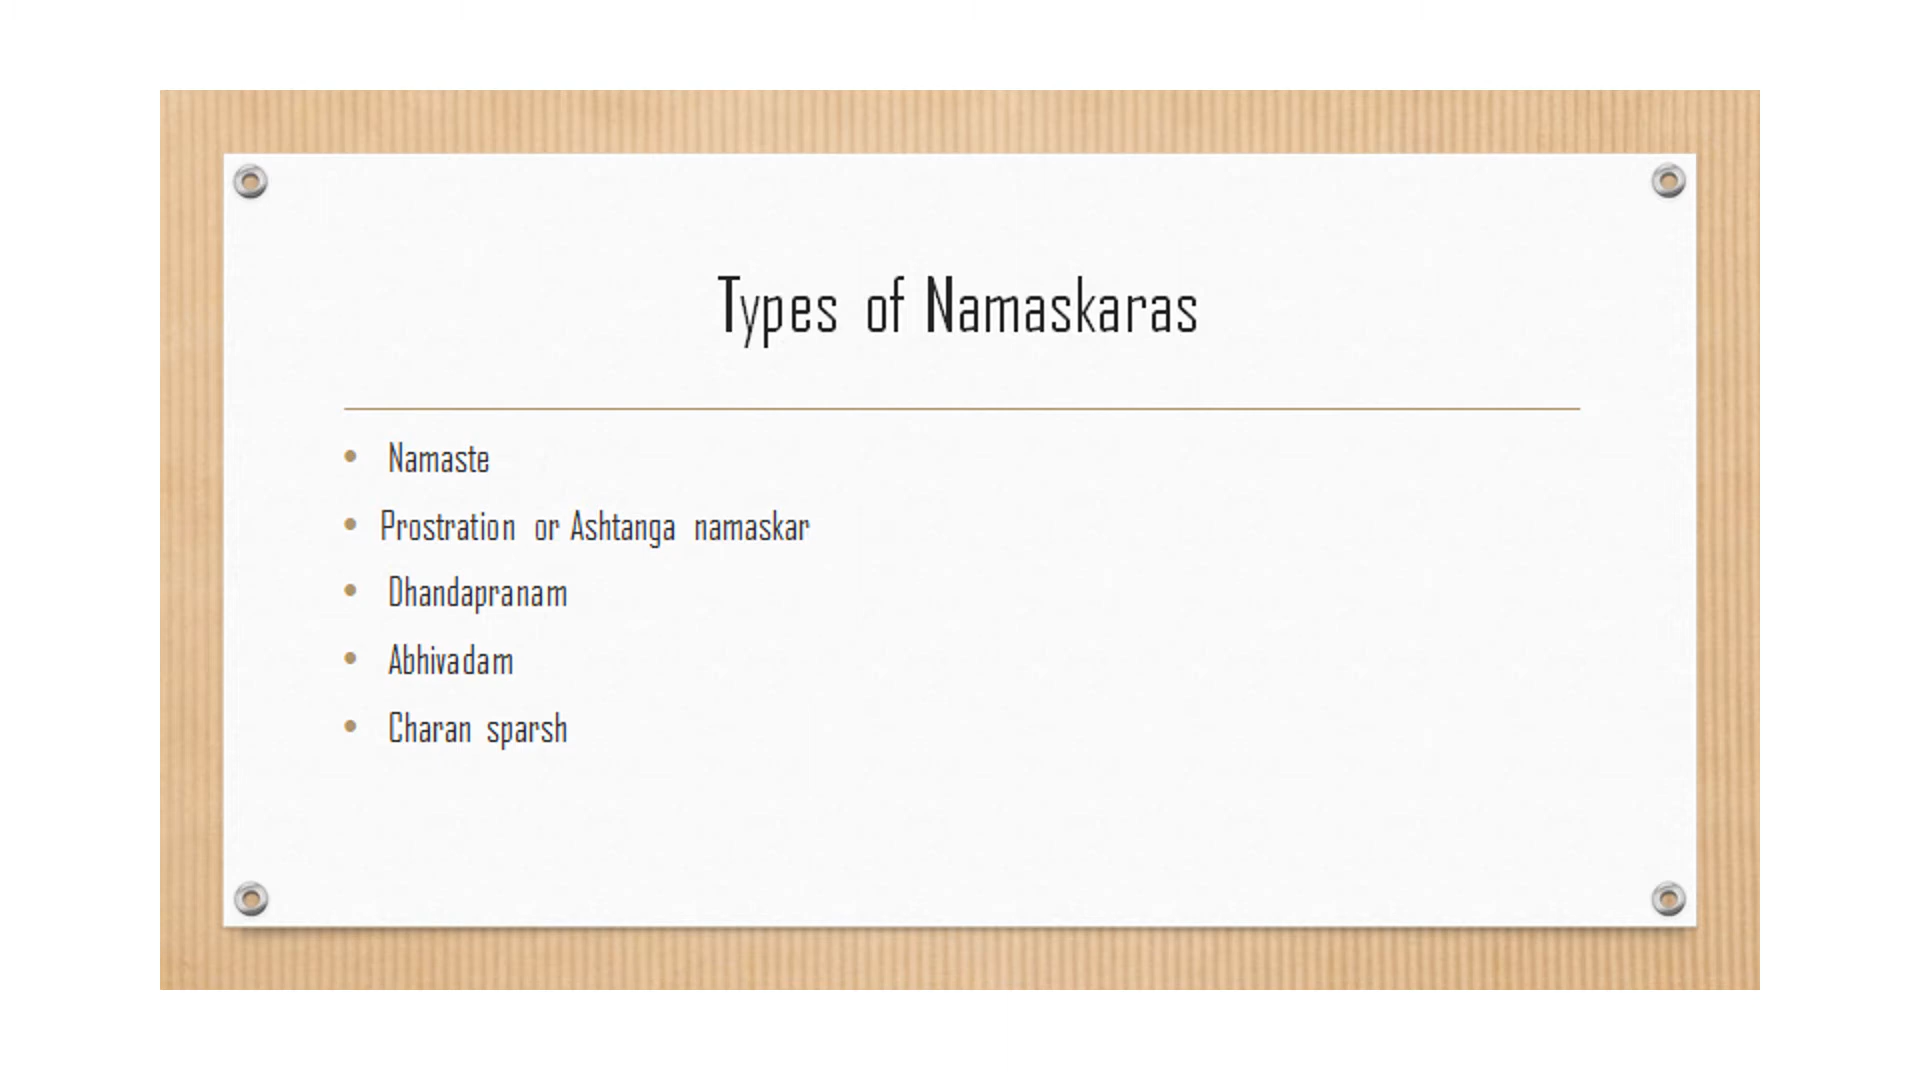 Types of Namaskaras
• Namaste
• Prostration or Ashtanga namaskar
• Dhandapranam
• Abhivadam
• Charan sparsh